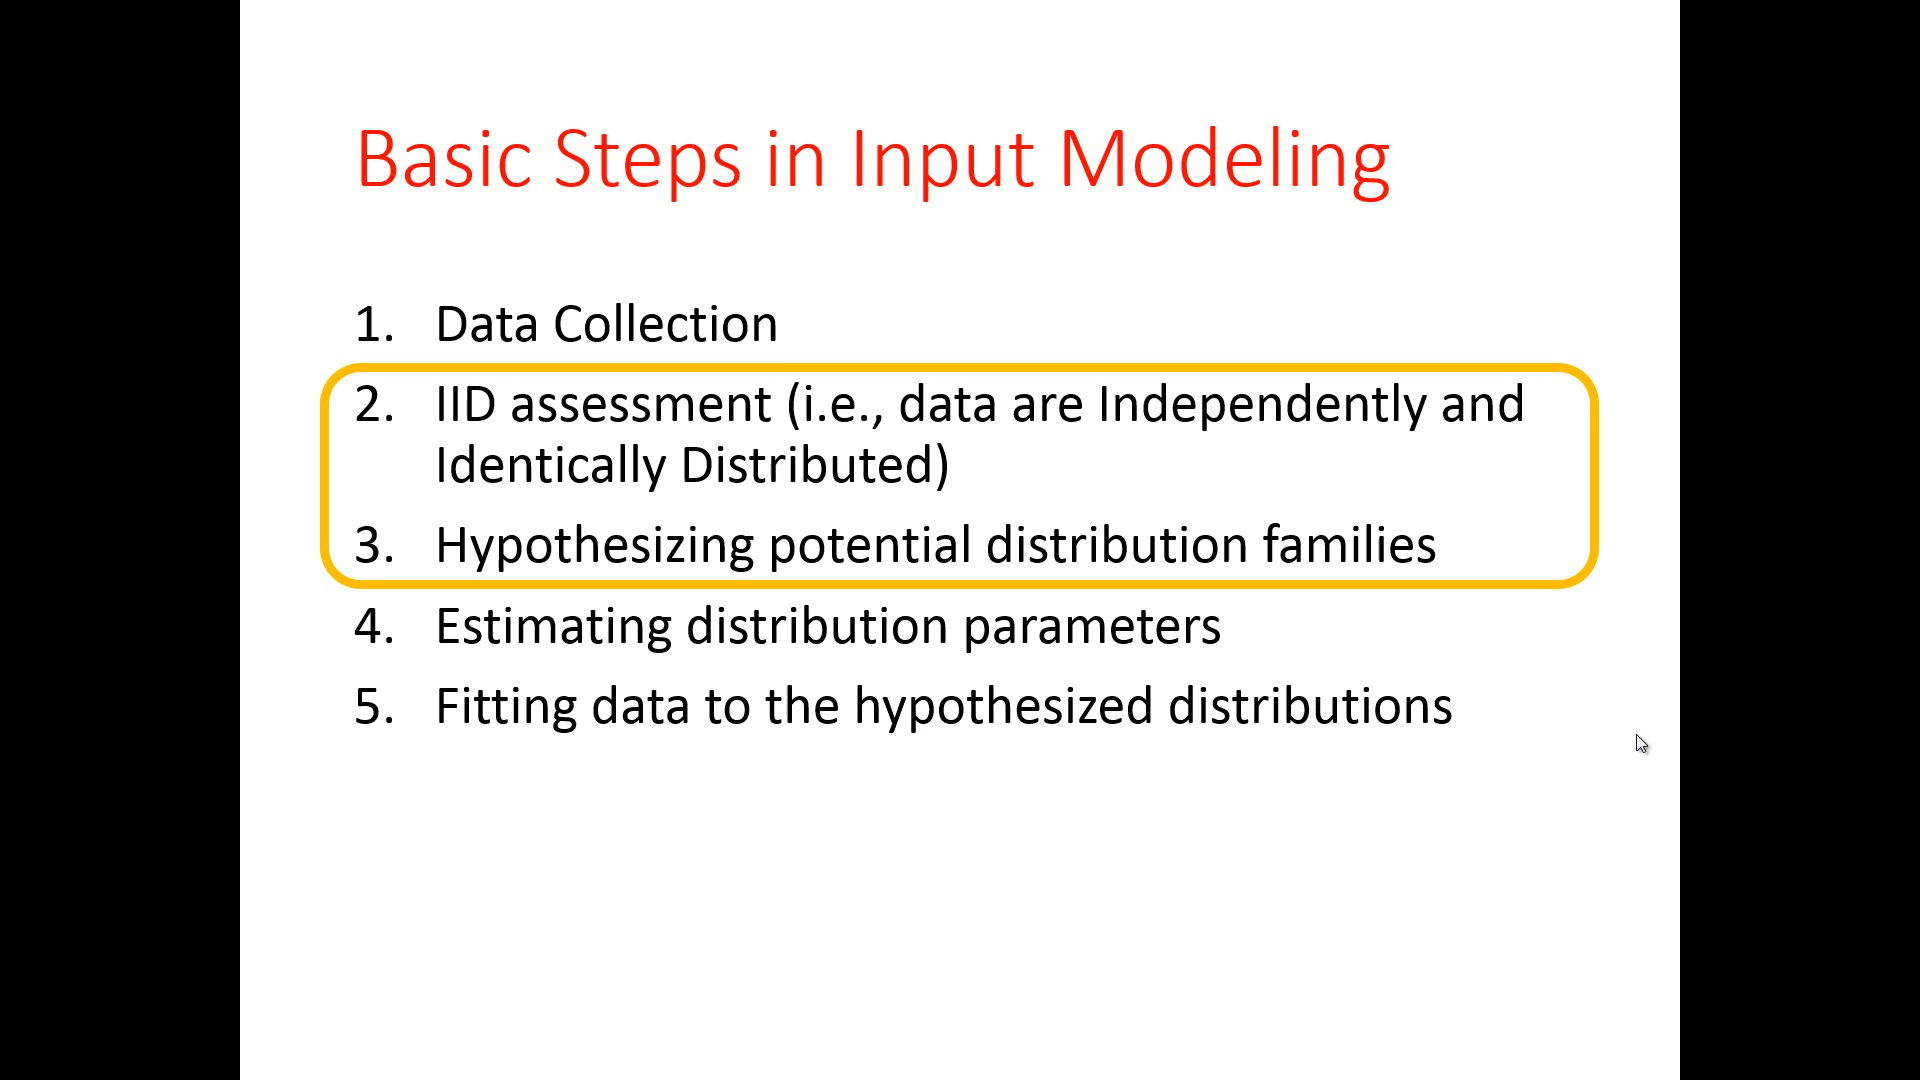 Basic Steps in Input Modeling
1. Data Collection
2. IID assessment (i.e., data are Independently and
Identically Distributed)
3. Hypothesizing potential distribution families
4. Estimating distribution parameters
5. Fitting data to the hypothesized distributions